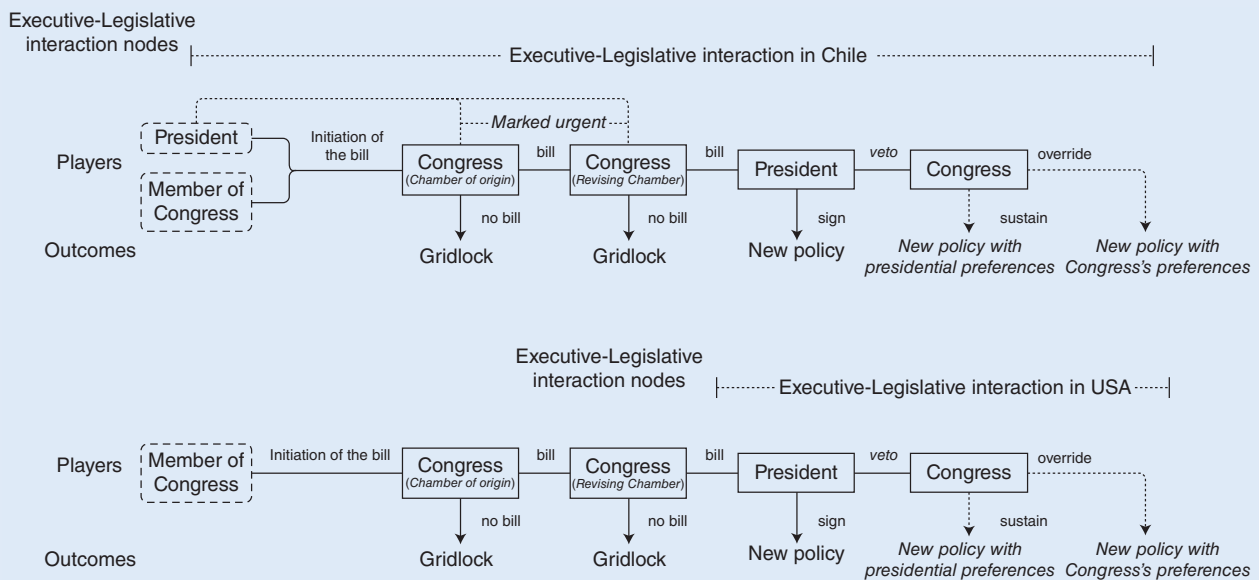 Executive-Legislative
interaction nodes
Executive-Legislative interaction in Chile
Marked urgent
Players
President
Member of
Congress
Initiation of
the bill
Congress
(Chamber of origin)
bill
Congress
(Revising Chamber)
bill
President
veto
Congress
override
no bill
no bill
sign
sustain
Outcomes
Gridlock
Gridlock
New policy
New policy with
presidential preferences
New policy with
Congress's preferences
Executive-Legislative
interaction nodes
Executive-Legislative interaction in USA
Players
Member of
Congress
Initiation of the bill
Congress
(Chamber of origin)
bill
Congress
(Revising Chamber)
bill
President
veto
Congress
override
no bill
no bill
sign
sustain
Outcomes
Gridlock
Gridlock
New policy
New policy with
presidential preferences
New policy with
Congress's preferences